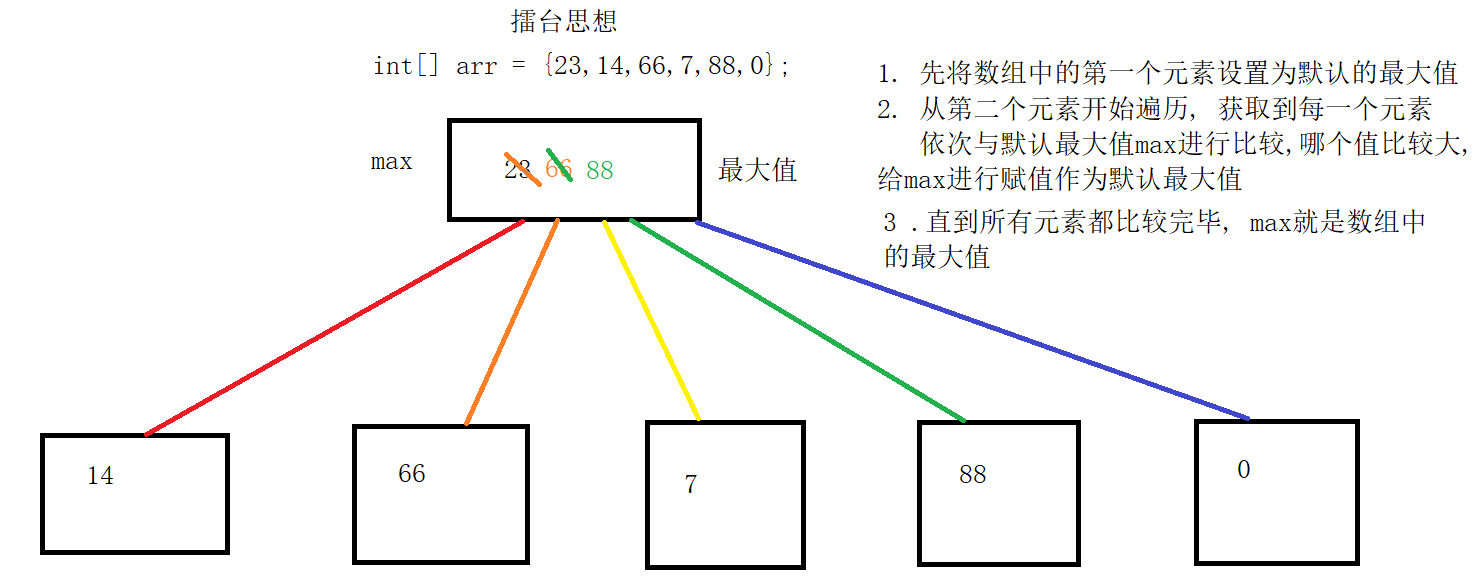 擂台思想
int[] arr = {23,14,66,7,88,0};
1. 先将数组中的第一个元素设置为默认的最大值
2. 从第二个元素开始遍历, 获取到每一个元素
依次与默认最大值max进行比较,哪个值比较大,
给max进行赋值作为默认最大值
3 .直到所有元素都比较完毕, max就是数组中
的最大值
max
23 66 88
最大值
14
66
7
88
0